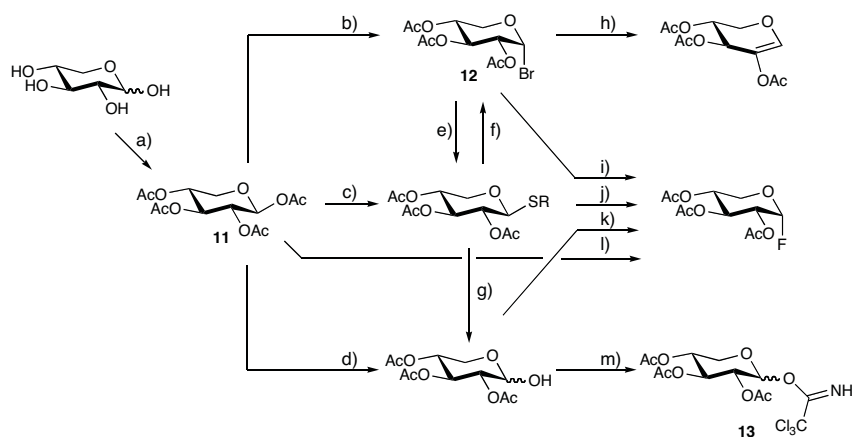 b)
h)
AcO
O
AcO
AcO
Br
12
AcO
O
AcO
OAc
HO
O
HO
OH
OH
a)
e)
f)
i)
AcO
O
AcO
OAc
OAc
11
c)
AcO
O
AcO
SR
OAc
j)
k)
l)
AcO
O
AcO
AcO
F
g)
d)
AcO
O
AcO
OH
OAc
m)
AcO
O
AcO
O
OAc
NH
Cl3C
13